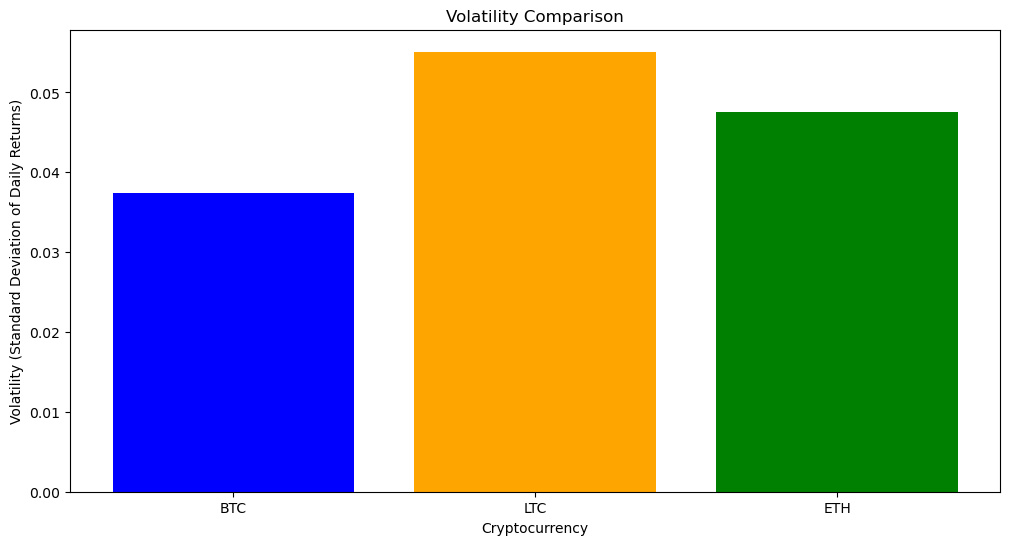 Volatility Comparison
Volatility (Standard Deviation of Daily Returns)
0.05
0.04
0.03
0.02
0.01
0.00
BTC
LTC
ETH
Cryptocurrency